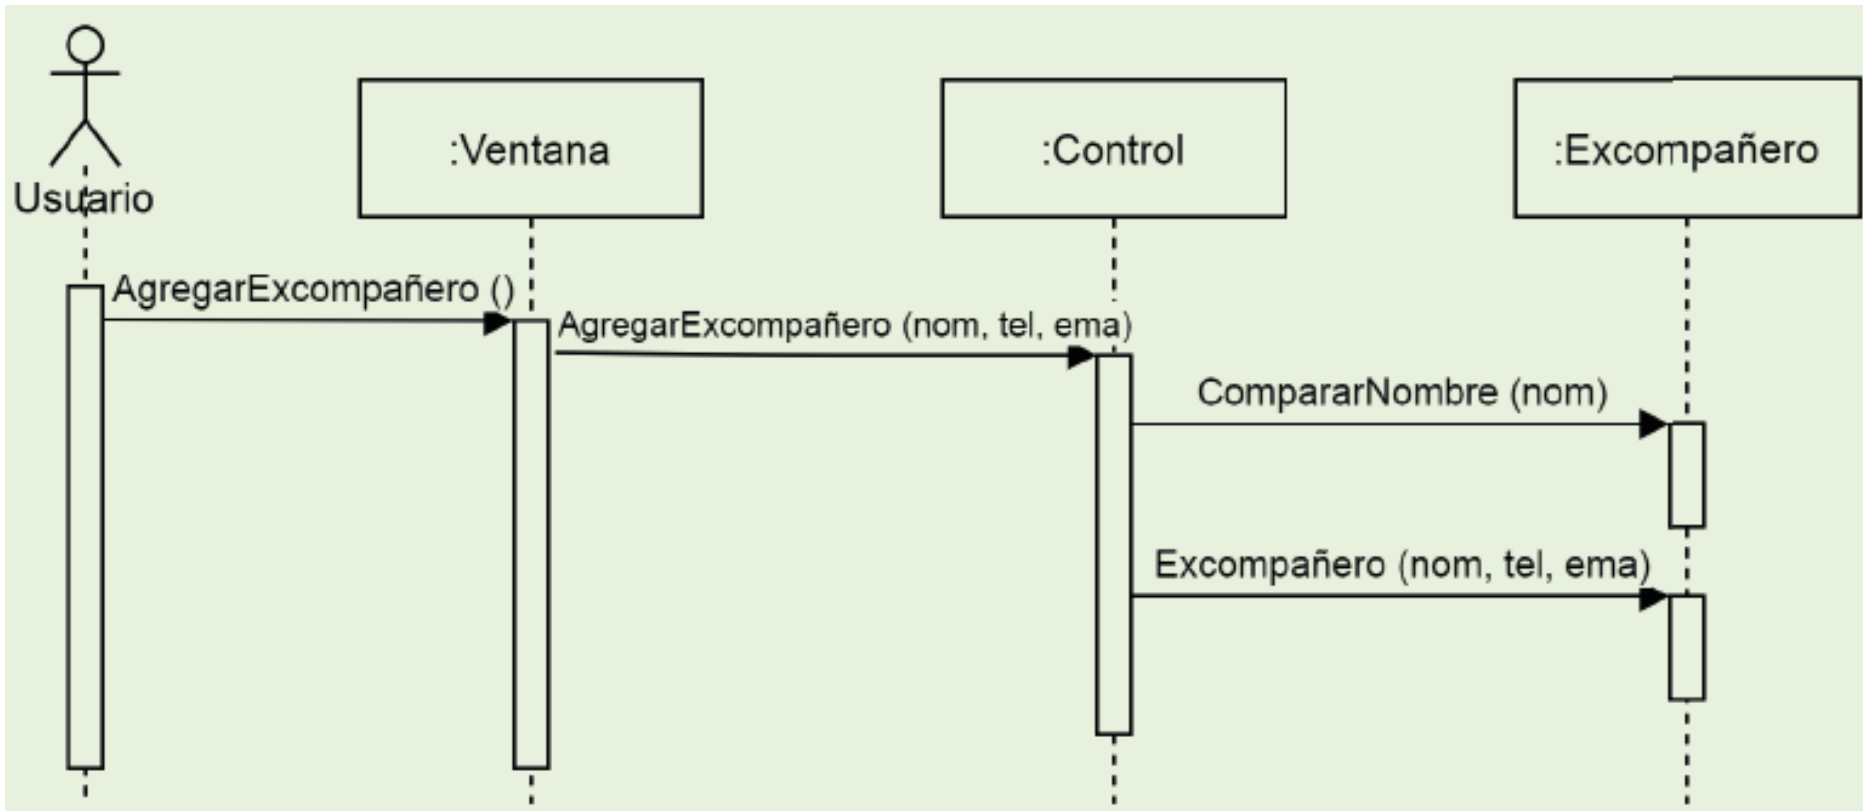 :Ventana
:Control
:Excompañero
Usuario
AgregarExcompañero ()
AgregarExcompañero (nom, tel, ema)
CompararNombre (nom)
Excompañero (nom, tel, ema)